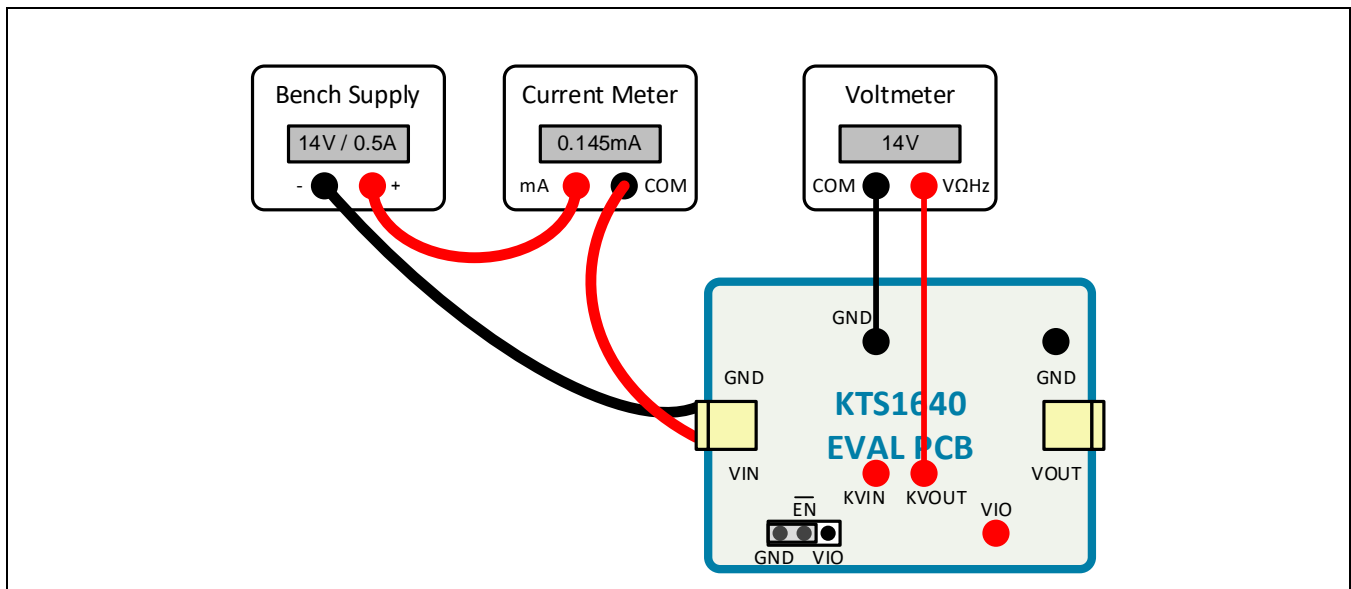 Bench Supply
14V / 0.5A
- +
Current Meter
0.145mA
mA COM
Voltmeter
14V
COM VΩHz
GND
GND
GND
KTS1640
EVAL PCB
VIN
VOUT
KVIN
KVOUT
EN
VIO
GND
VIO